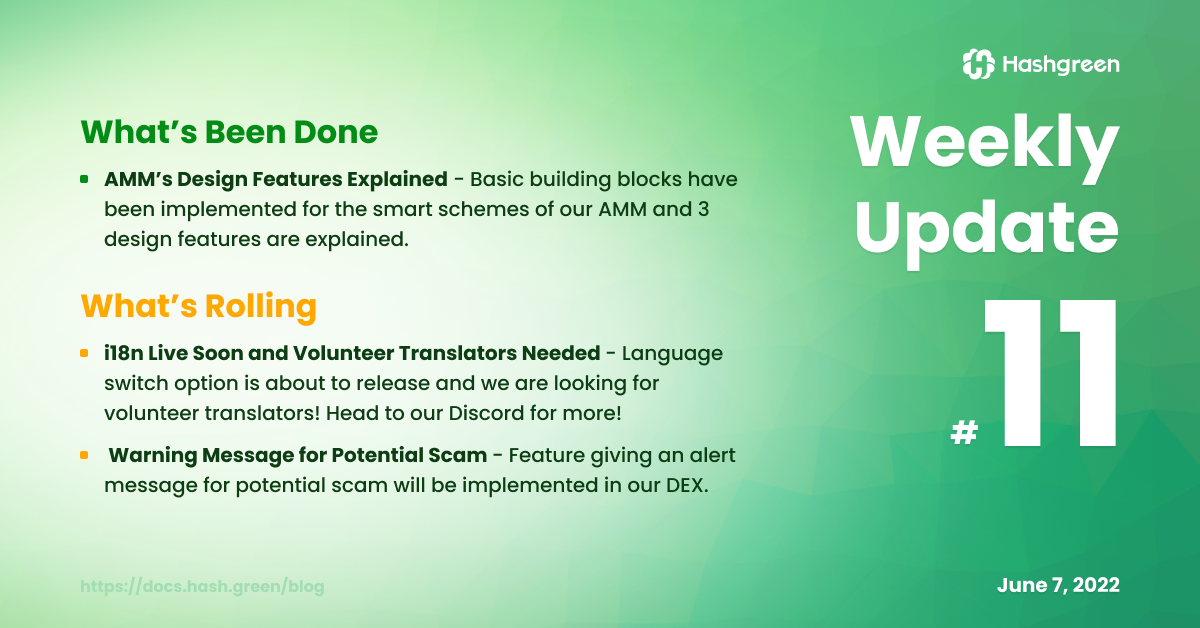 Hashgreen
Weekly
Update
#11
What’s Been Done
AMM’s Design Features Explained - Basic building blocks have
been implemented for the smart schemes of our AMM and 3
design features are explained.
What’s Rolling
i18n Live Soon and Volunteer Translators Needed - Language
switch option is about to release and we are looking for
volunteer translators! Head to our Discord for more!
Warning Message for Potential Scam - Feature giving an alert
message for potential scam will be implemented in our DEX.
https://docs.hash.green/blog
June 7, 2022